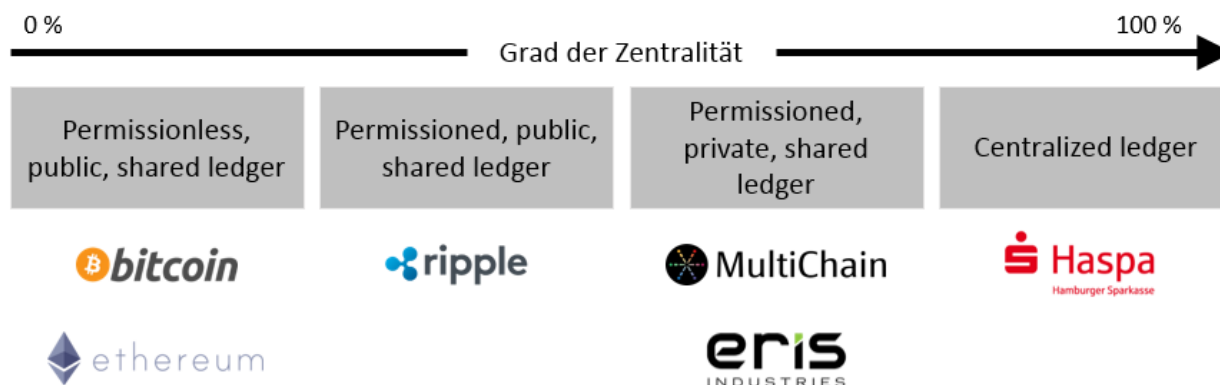 0 %
100 %
Grad der Zentralität
Permissionless,
public, shared ledger
Permissioned, public,
shared ledger
Permissioned,
private, shared
ledger
Centralized ledger
bitcoin
ripple
MultiChain
Haspa
Hamburger Sparkasse
ethereum
eris
INDUSTRIES